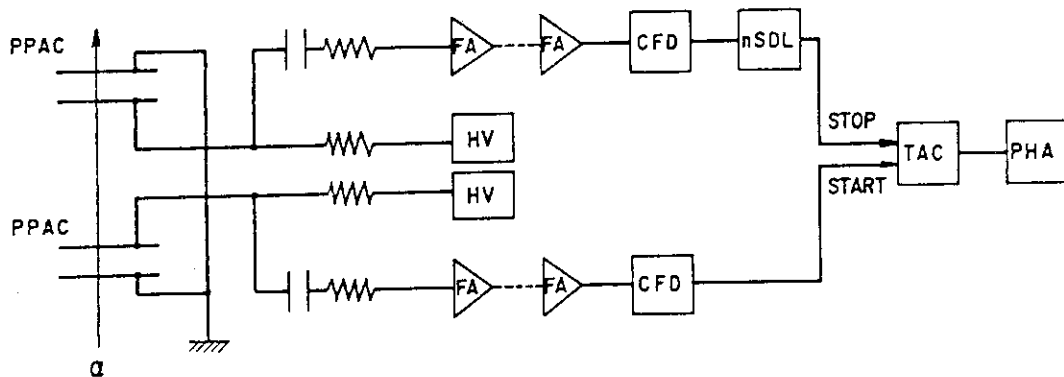 PPAC
FA
FA
CFD
nSDL
HV
STOP
TAC
PHA
START
HV
PPAC
FA
FA
CFD
α